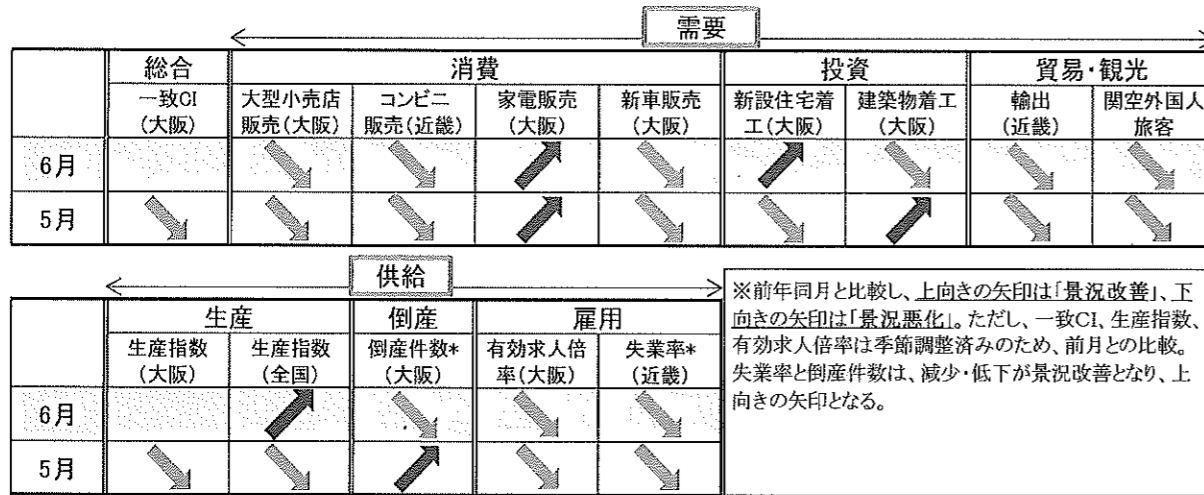 需要
総合 消費 投資 貿易・観光
一致CI 大型小売店 コンビニ 家電販売 新車販売 新設住宅着 建築物着工 輸出 関空外国人
(大阪) 販売(大阪) 販売(近畿) (大阪) (大阪) 工(大阪) (大阪) (近畿) 旅客
6月
5月
供給
生産 倒産 雇用
生産指数 生産指数 倒産件数* 有効求人倍 失業率*
(大阪) (全国) (大阪) 率(大阪) (近畿)
6月
5月
※前年同月と比較し、上向きの矢印は「景況改善」、下
向きの矢印は「景況悪化」。ただし、一致CI、生産指数、
有効求人倍率は季節調整済みのため、前月との比較。
失業率と倒産件数は、減少・低下が景況改善となり、上
向きの矢印となる。